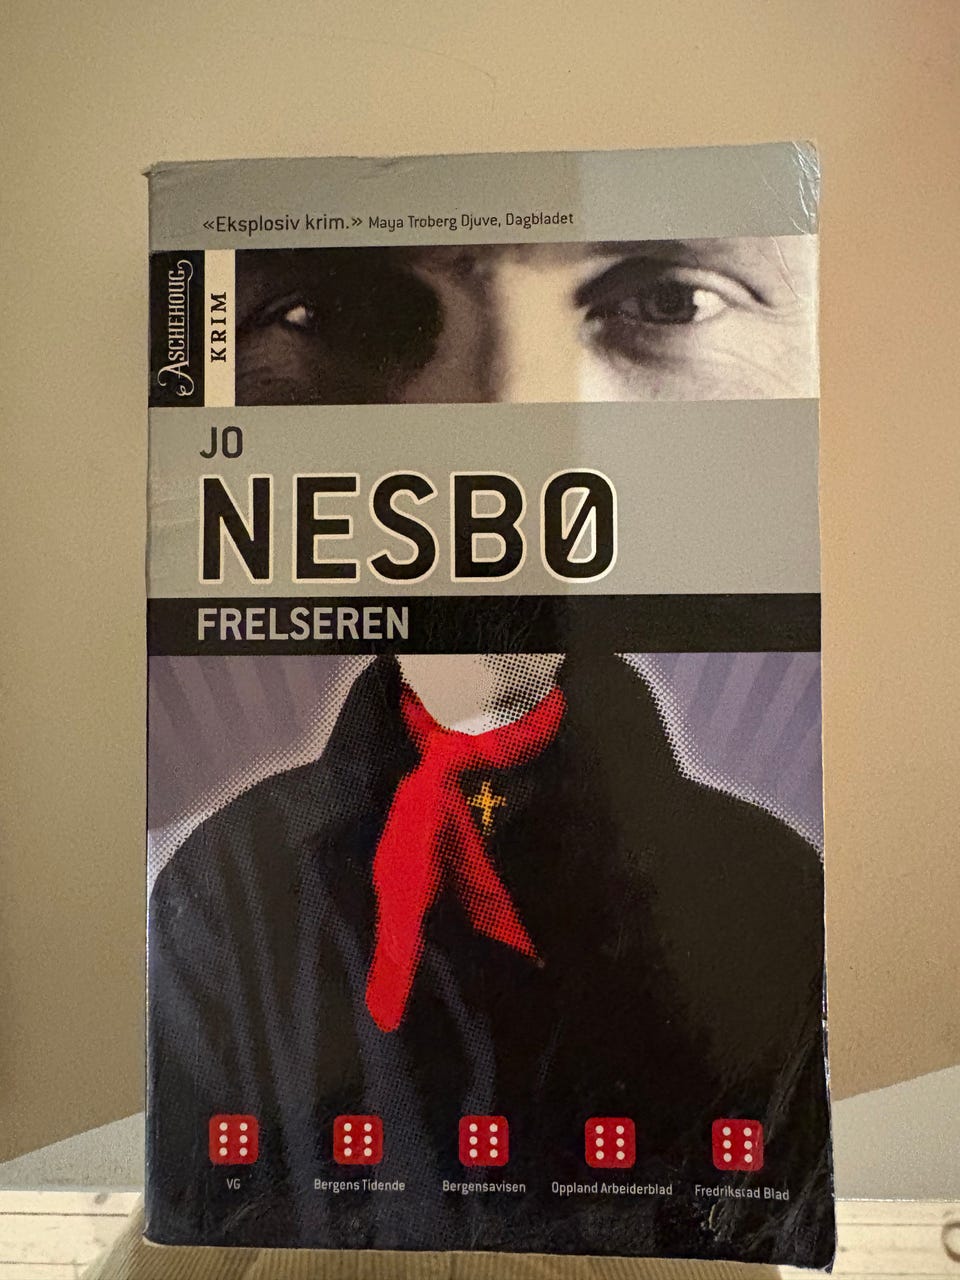 «Eksplosiv krim.» Maya Troberg Djuve, Dagbladet
ASCHEHOUG
KRIM
JO
NESBØ
FRELSEREN
VG
Bergens Tidende
Bergensavisen
Oppland Arbeiderblad
Fredrikstad Blad